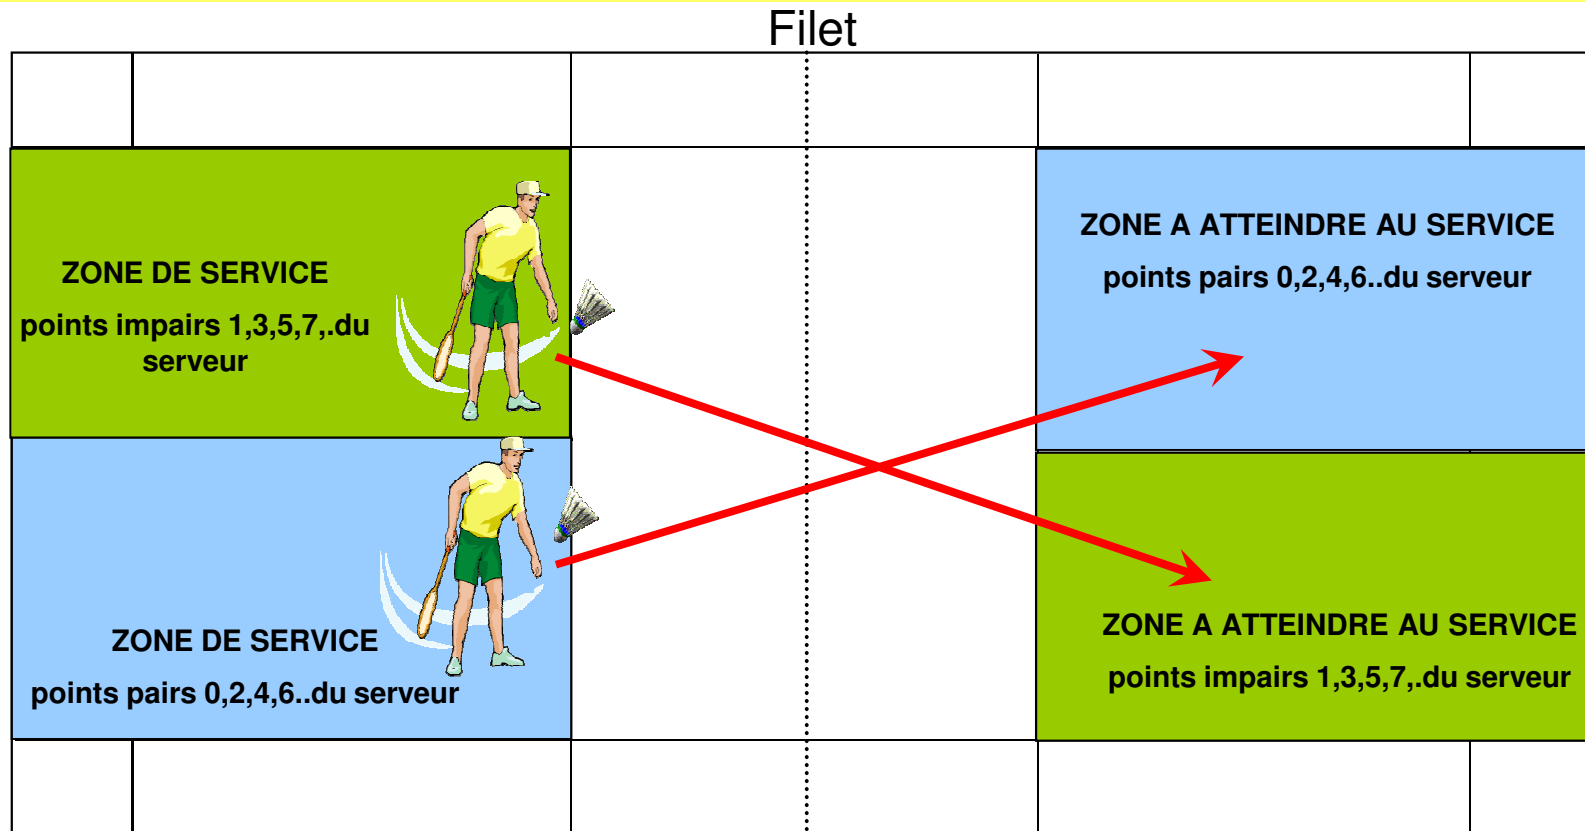 Filet
ZONE DE SERVICE
points impairs 1,3,5,7,.du
serveur
ZONE A ATTEINDRE AU SERVICE
points pairs 0,2,4,6..du serveur
ZONE DE SERVICE
points pairs 0,2,4,6..du serveur
ZONE A ATTEINDRE AU SERVICE
points impairs 1,3,5,7,.du serveur